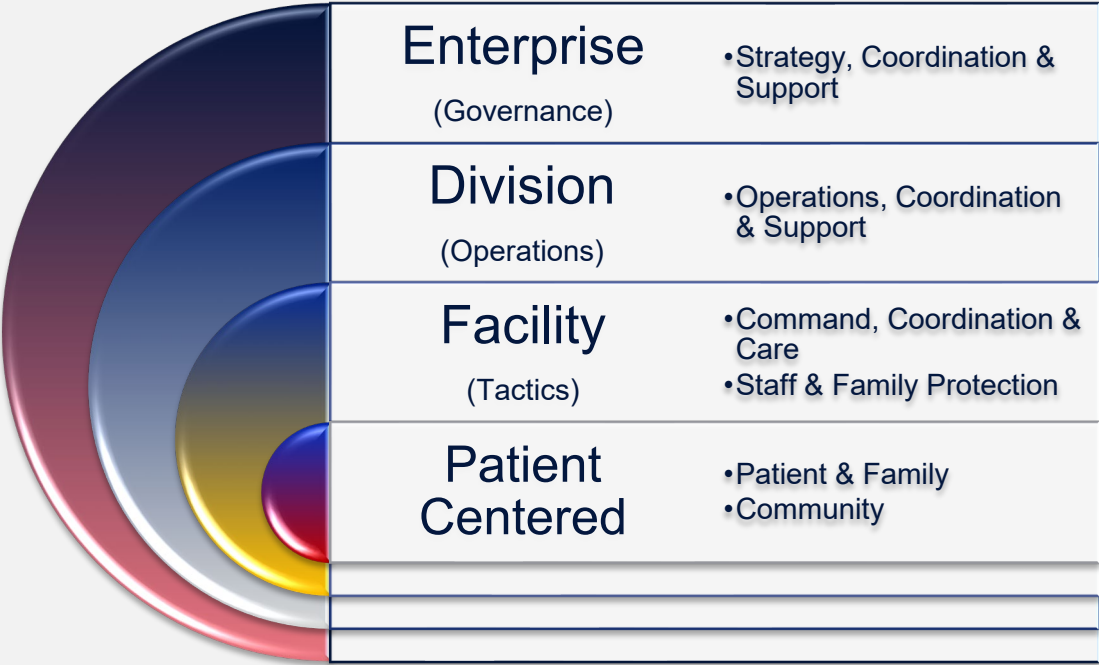 Enterprise
(Governance)
•Strategy, Coordination &
Support
Division
(Operations)
•Operations, Coordination
& Support
Facility
(Tactics)
•Command, Coordination &
Care
•Staff & Family Protection
Patient
Centered
•Patient & Family
•Community